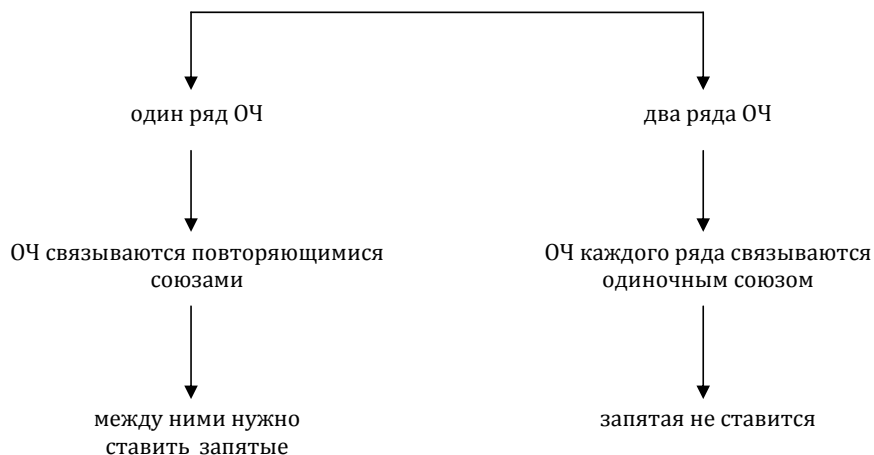 один ряд ОЧ
два ряда ОЧ
ОЧ связываются повторяющимися
союзами
ОЧ каждого ряда связываются
одиночным союзом
между ними нужно
ставить запятые
запятая не ставится